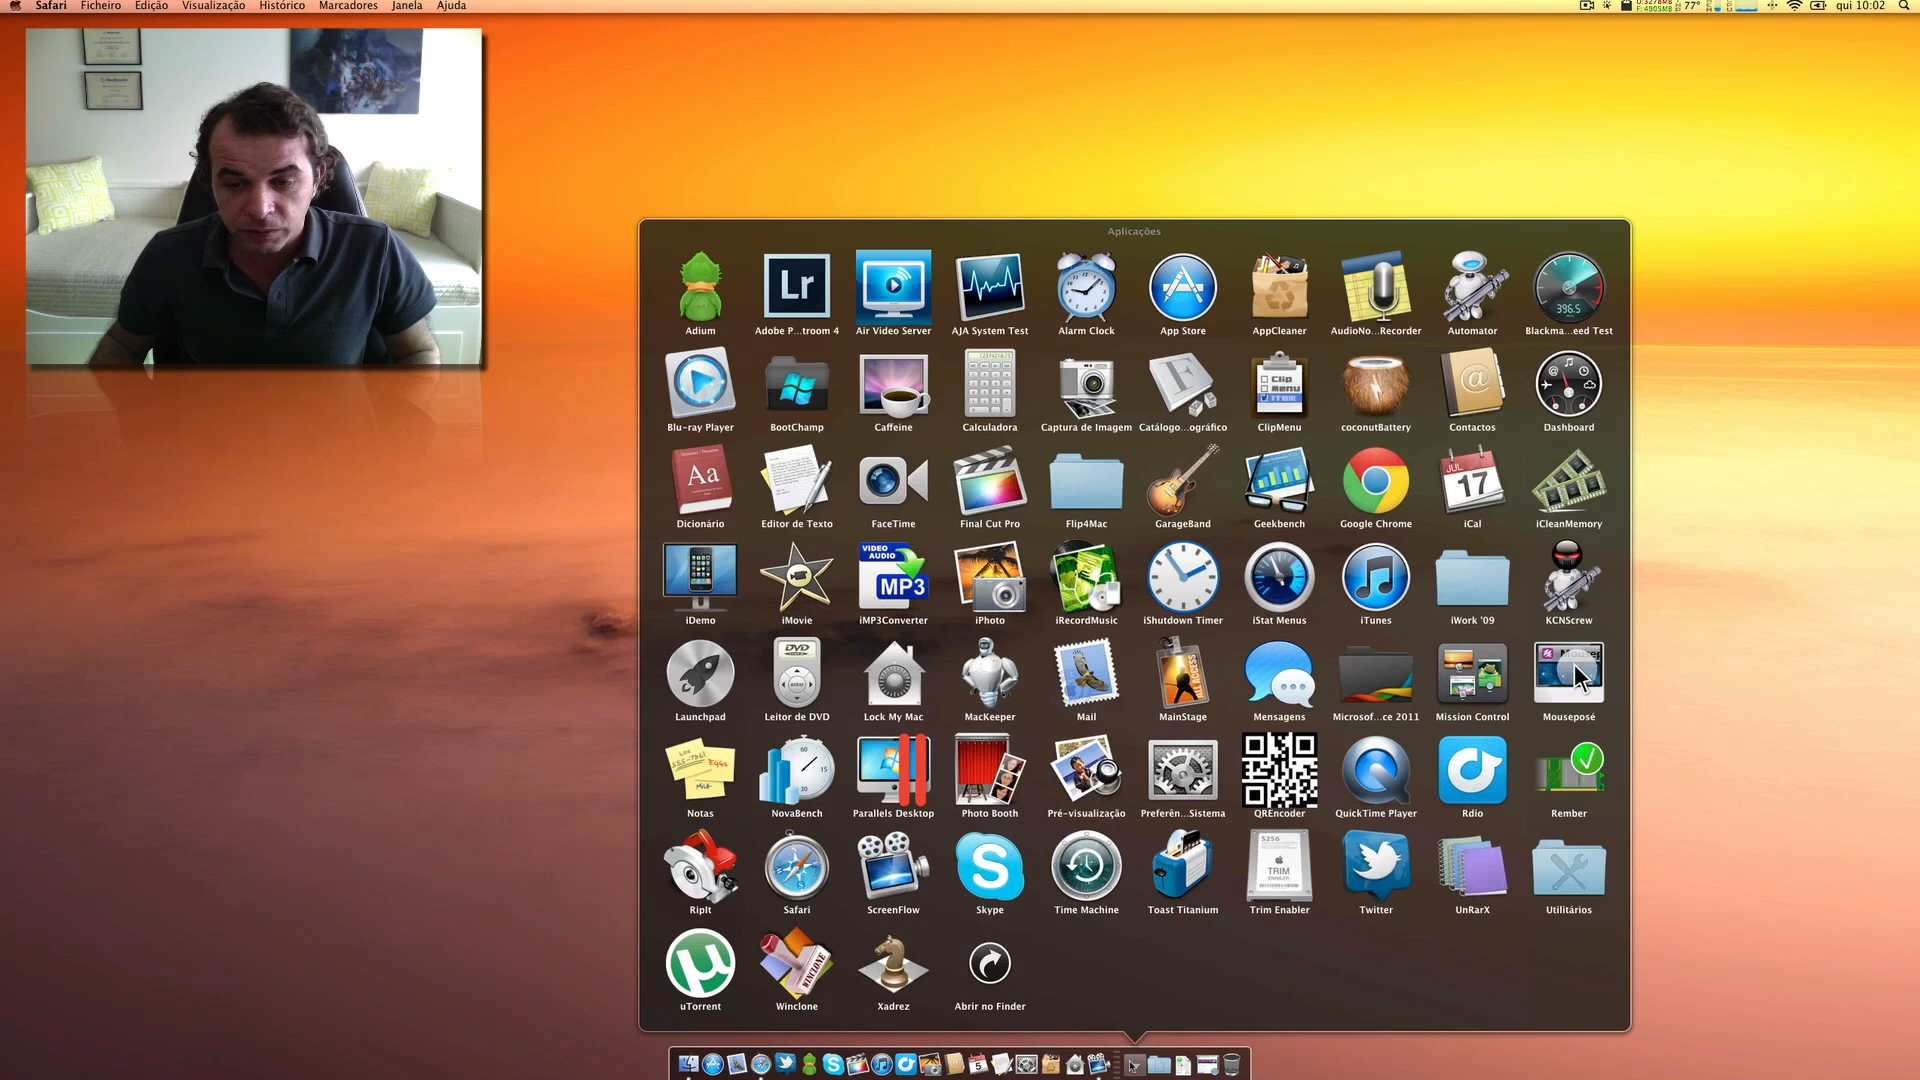 Safari Ficheiro Edição Visualização Histórico Marcadores Janela Ajuda
77° qui 10:02
Aplicações
Adium Adobe P...troom 4 Air Video Server AJA System Test Alarm Clock App Store AppCleaner AudioNo...Recorder Automator Blackma...eed Test
Blu-ray Player BootChamp Caffeine Calculadora Captura de Imagem Catálogo...ográfico ClipMenu coconutBattery Contactos Dashboard
Dicionário Editor de Texto FaceTime Final Cut Pro Flip4Mac GarageBand Geekbench Google Chrome iCal iCleanMemory
iDemo iMovie iMP3Converter iPhoto iRecordMusic iShutdown Timer iStat Menus iTunes iWork '09 KCNScrew
Launchpad Leitor de DVD Lock My Mac MacKeeper Mail MainStage Mensagens Microsof...ce 2011 Mission Control Mouseposé
Notas NovaBench Parallels Desktop Photo Booth Pré-visualização Preferên...Sistema QREncoder QuickTime Player Rdio Rember
RipIt Safari ScreenFlow Skype Time Machine Toast Titanium Trim Enabler Twitter UnRarX Utilitários
uTorrent Winclone Xadrez Abrir no Finder